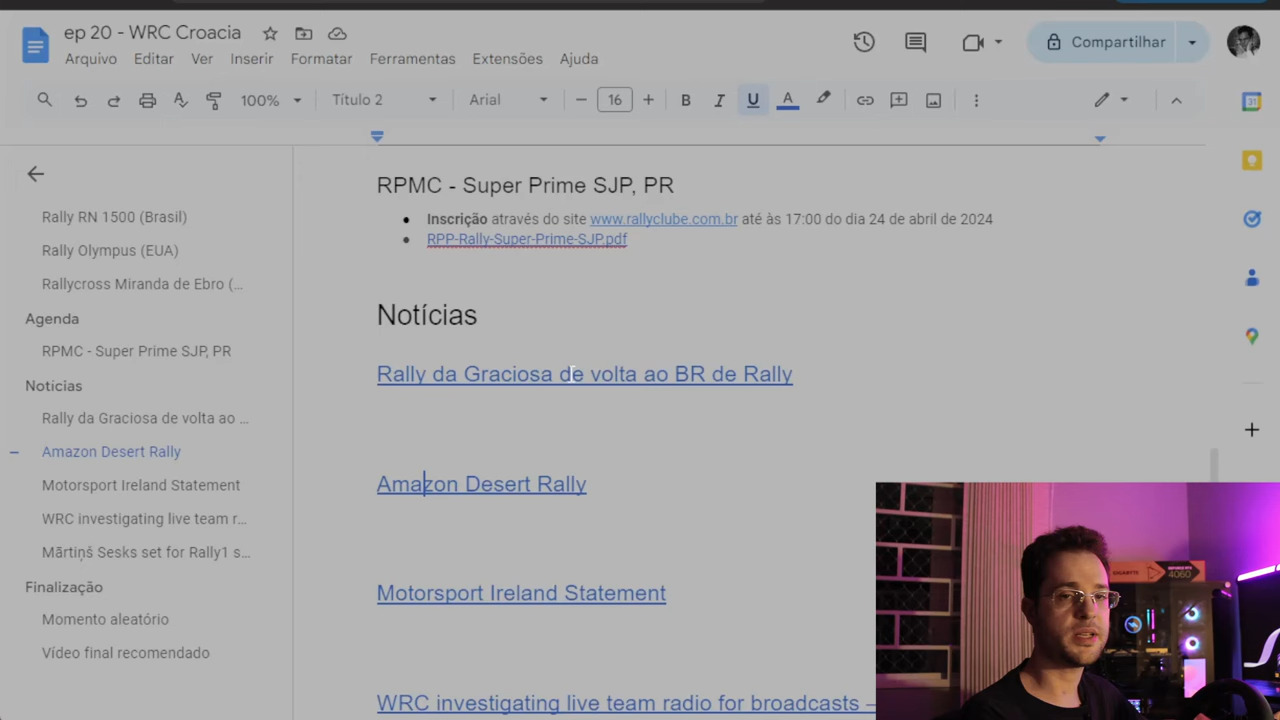 ep 20 - WRC Croacia
Arquivo Editar Ver Inserir Formatar Ferramentas Extensões Ajuda
Compartilhar
100% Título 2 Arial 16 B I U A
31
RPMC - Super Prime SJP, PR
Inscrição através do site www.rallyclube.com.br até às 17:00 do dia 24 de abril de 2024
RPP-Rally-Super-Prime-SJP.pdf
Notícias
Rally da Graciosa de volta ao BR de Rally
Amazon Desert Rally
Motorsport Ireland Statement
WRC investigating live team radio for broadcasts –
Rally RN 1500 (Brasil)
Rally Olympus (EUA)
Rallycross Miranda de Ebro (...
Agenda
RPMC - Super Prime SJP, PR
Notícias
Rally da Graciosa de volta ao ...
Amazon Desert Rally
Motorsport Ireland Statement
WRC investigating live team r...
Mārtiņš Sesks set for Rally1 s...
Finalização
Momento aleatório
Vídeo final recomendado
GIGABYTE
GEFORCE RTX
4060